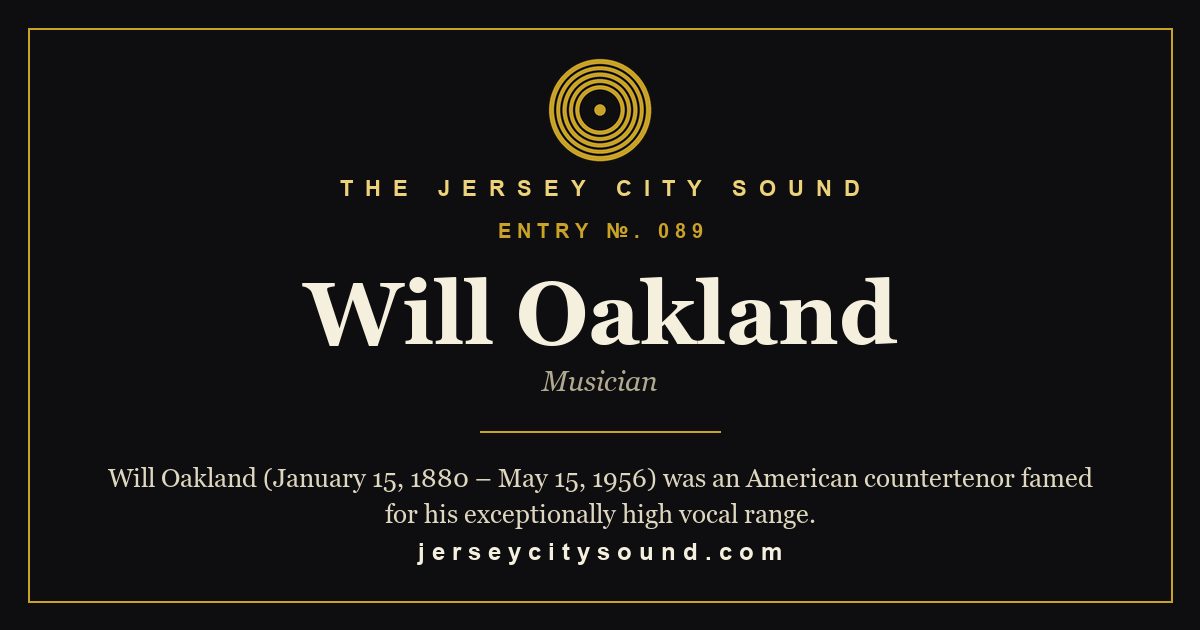 THE JERSEY CITY SOUND
ENTRY №. 089
Will Oakland
Musician
Will Oakland (January 15, 1880 – May 15, 1956) was an American countertenor famed
for his exceptionally high vocal range.
jerseycitysound.com